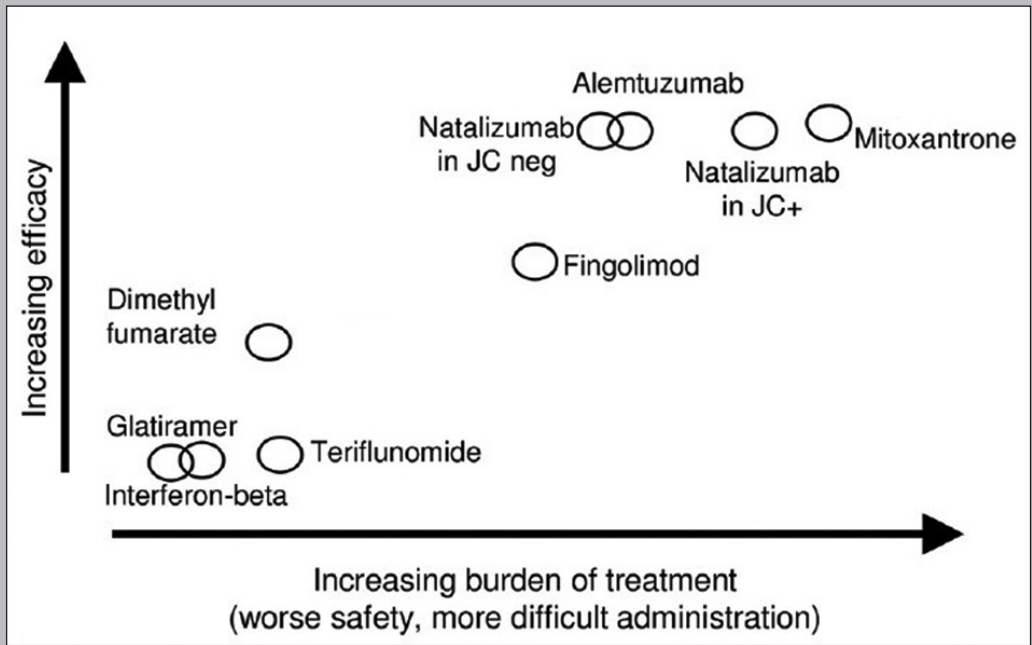 Increasing efficacy
Alemtuzumab
Natalizumab
in JC neg
Mitoxantrone
Natalizumab
in JC+
Fingolimod
Dimethyl
fumarate
Glatiramer
Teriflunomide
Interferon-beta
Increasing burden of treatment
(worse safety, more difficult administration)